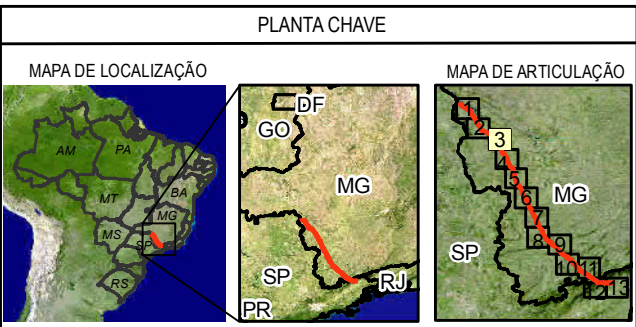 PLANTA CHAVE
MAPA DE LOCALIZAÇÃO
AM
PA
MT
BA
MG
MS
SP
RS
DF
GO
MG
SP
RJ
PR
MAPA DE ARTICULAÇÃO
1
2
3
4
5
6
7
8
9
10
11
12
13
MG
SP